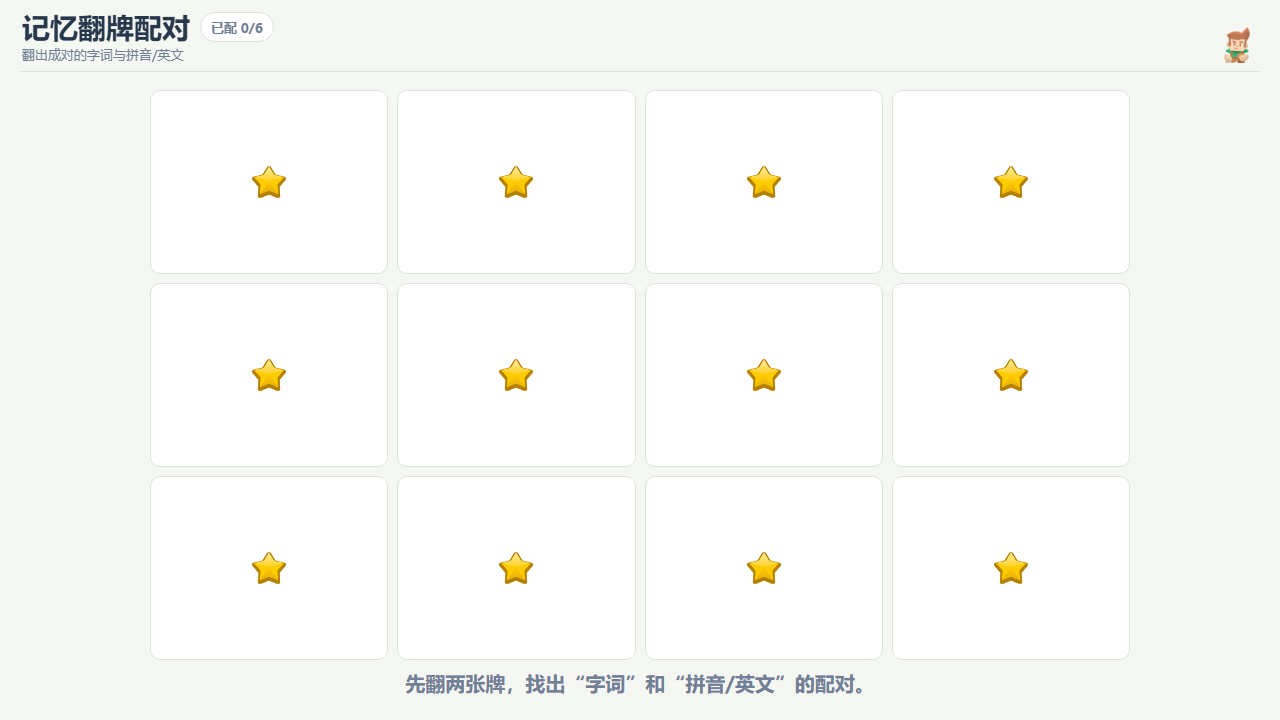 记忆翻牌配对
已配 0/6
翻出成对的字词与拼音/英文
先翻两张牌，找出“字词”和“拼音/英文”的配对。